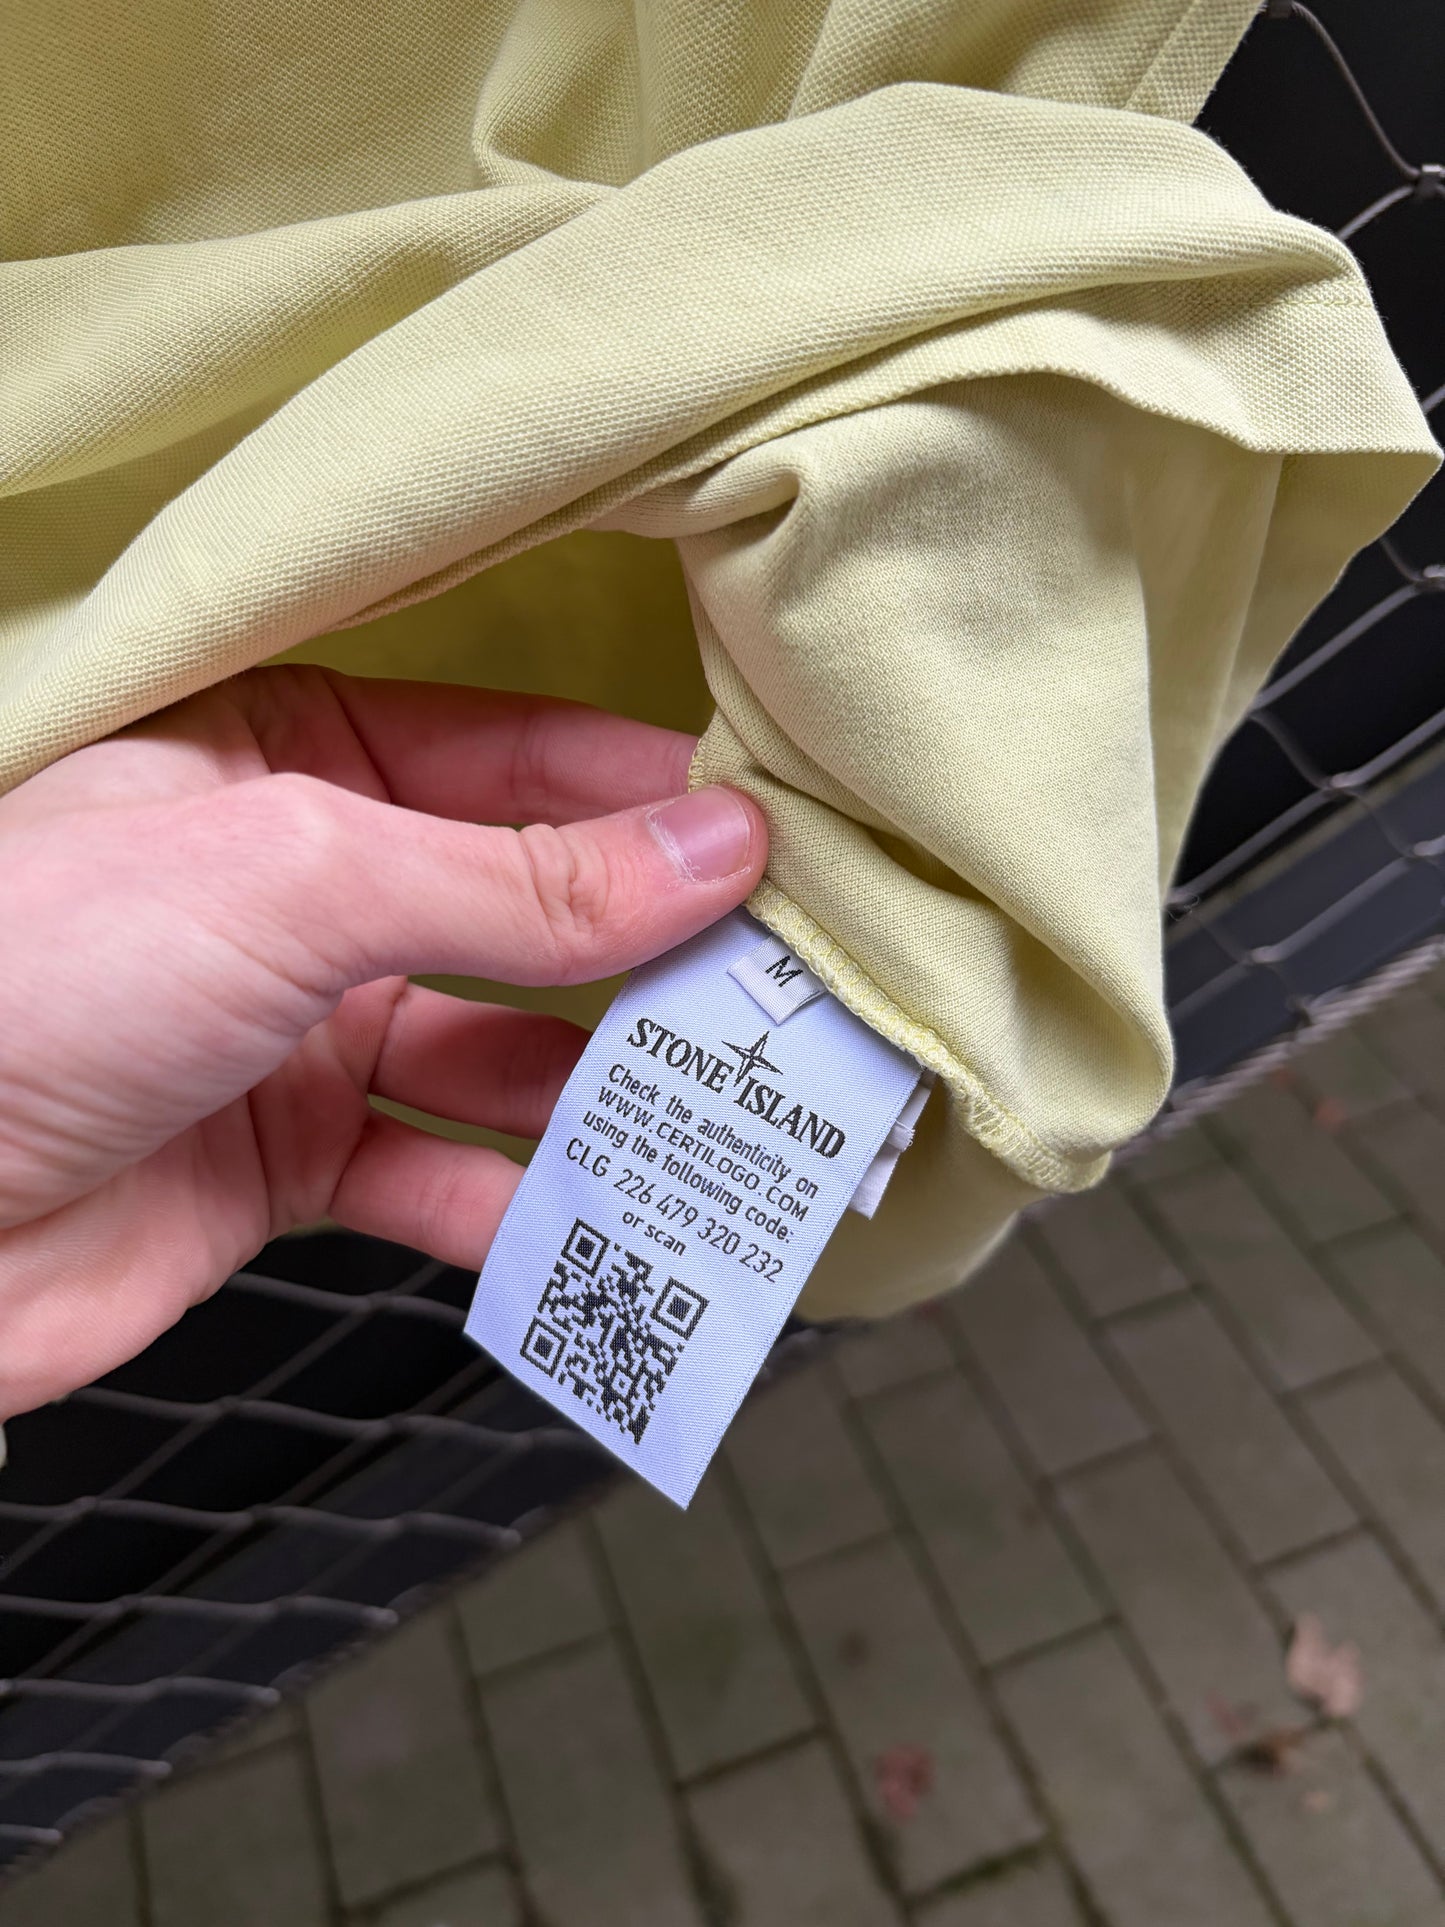 M
STONE ISLAND
Check the authenticity on
WWW.CERTILOGO.COM
using the following code:
CLG 226 479 320 232
or scan